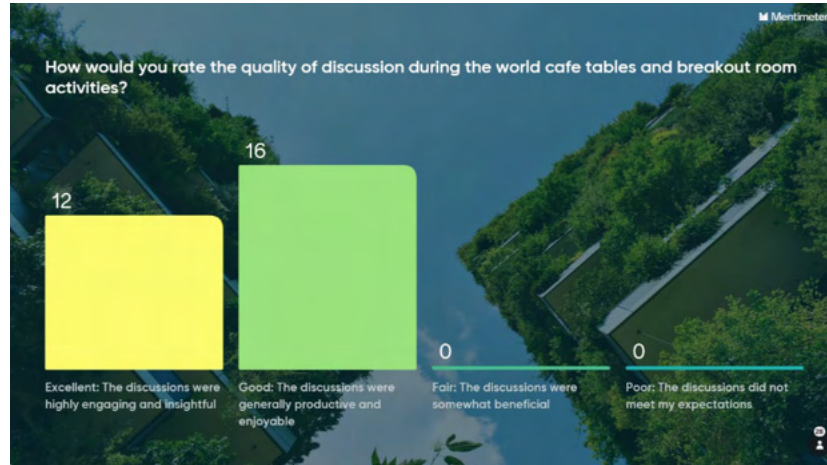 Mentimeter
How would you rate the quality of discussion during the world cafe tables and breakout room
activities?
12
16
0
0
Excellent: The discussions were
highly engaging and insightful
Good: The discussions were
generally productive and
enjoyable
Fair: The discussions were
somewhat beneficial
Poor: The discussions did not
meet my expectations
28